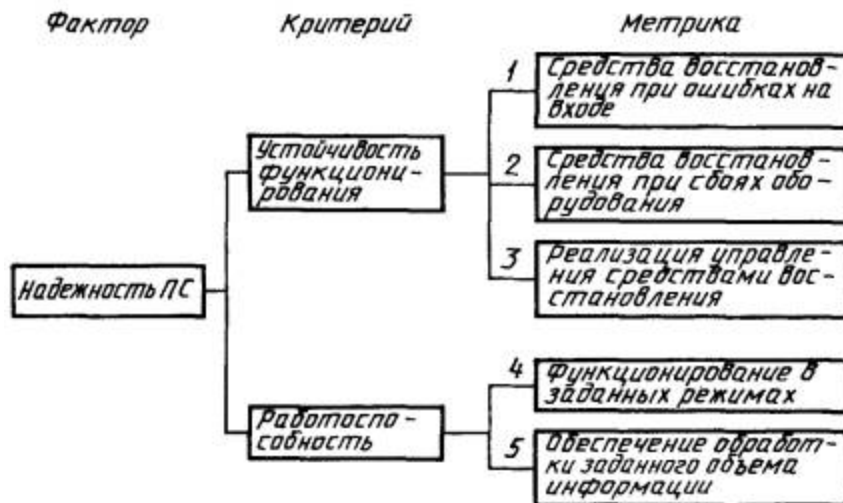 Фактор
Критерий
Метрика
Надежность ПС
Устойчивость
функциони-
рования
1
Средства восстанов-
ления при ошибках на
входе
2
Средства восстанов-
ления при сбоях обо-
рудования
3
Реализация управле-
ния средствами вос-
становления
Работоспо-
собность
4
Функционирование в
заданных режимах
5
Обеспечение обработ-
ки заданного объема
информации